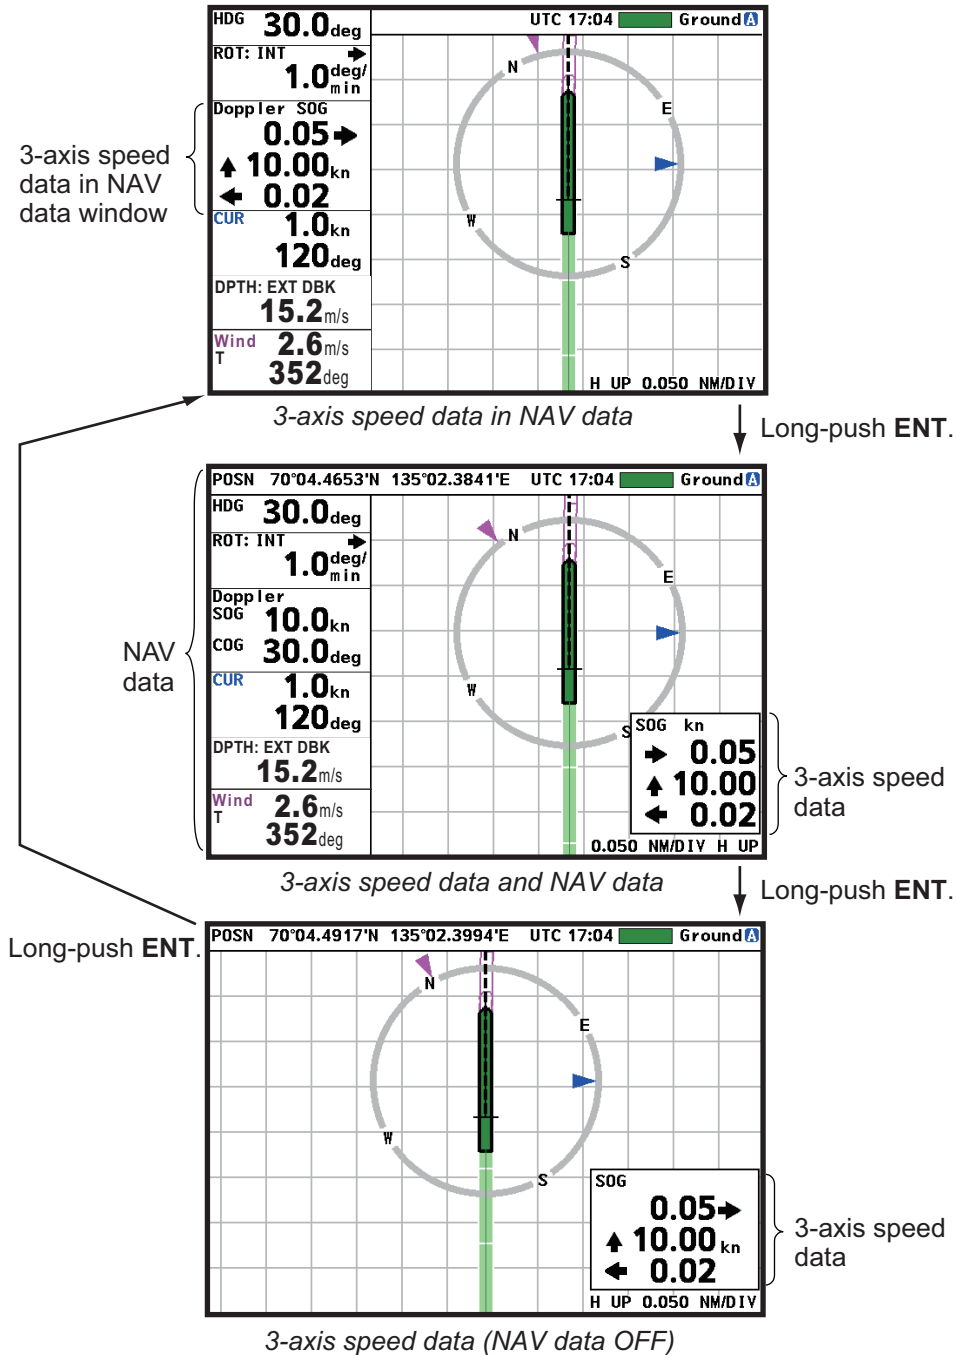 HDG 30.0deg
UTC 17:04 Ground A
ROT: INT
1.0deg/min
Doppler SOG
0.05
10.00kn
0.02
3-axis speed
data in NAV
data window
CUR 1.0kn
120deg
DPTH: EXT DBK
15.2m/s
Wind 2.6m/s
T
352deg
N
E
W
S
H UP 0.050 NM/DIV
3-axis speed data in NAV data
Long-push ENT.
POSN 70°04.4653'N 135°02.3841'E UTC 17:04 Ground A
HDG 30.0deg
ROT: INT
1.0deg/min
Doppler
SOG 10.0kn
COG 30.0deg
NAV
data
CUR 1.0kn
120deg
DPTH: EXT DBK
15.2m/s
Wind 2.6m/s
T
352deg
N
E
W
S
SOG kn
0.05
10.00
0.02
3-axis speed
data
0.050 NM/DIV H UP
3-axis speed data and NAV data
Long-push ENT.
Long-push ENT.
POSN 70°04.4917'N 135°02.3994'E UTC 17:04 Ground A
N
E
W
S
SOG
0.05
10.00kn
0.02
3-axis speed
data
H UP 0.050 NM/DIV
3-axis speed data (NAV data OFF)